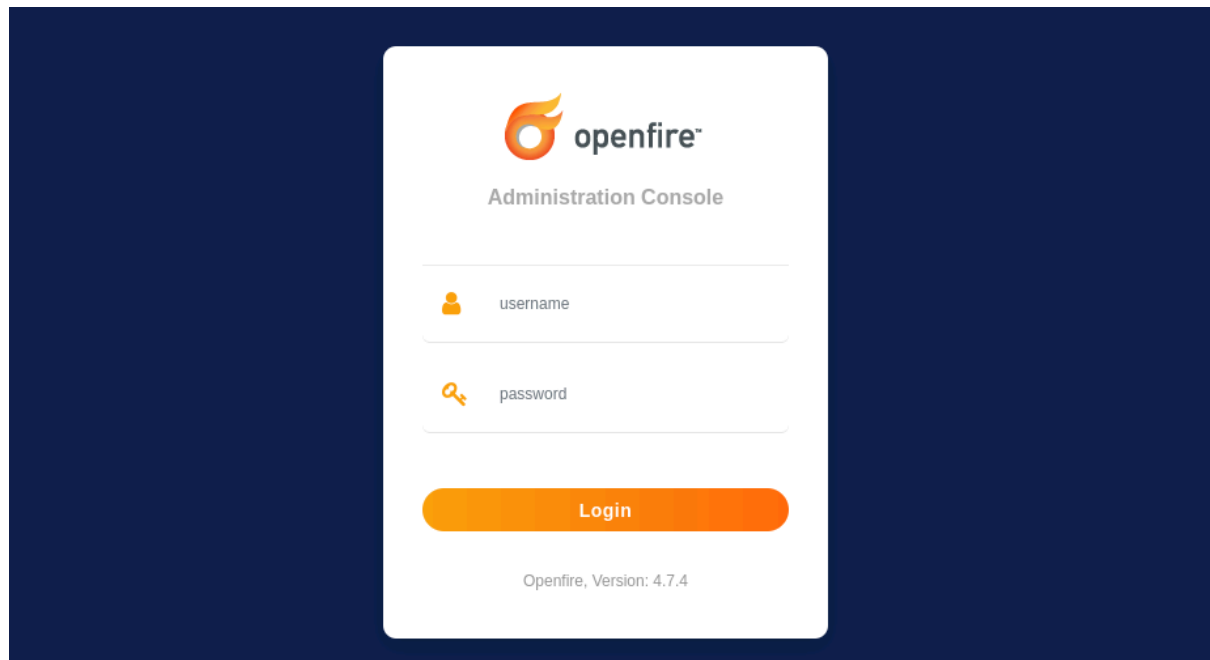 openfire™
Administration Console
username
password
Login
Openfire, Version: 4.7.4